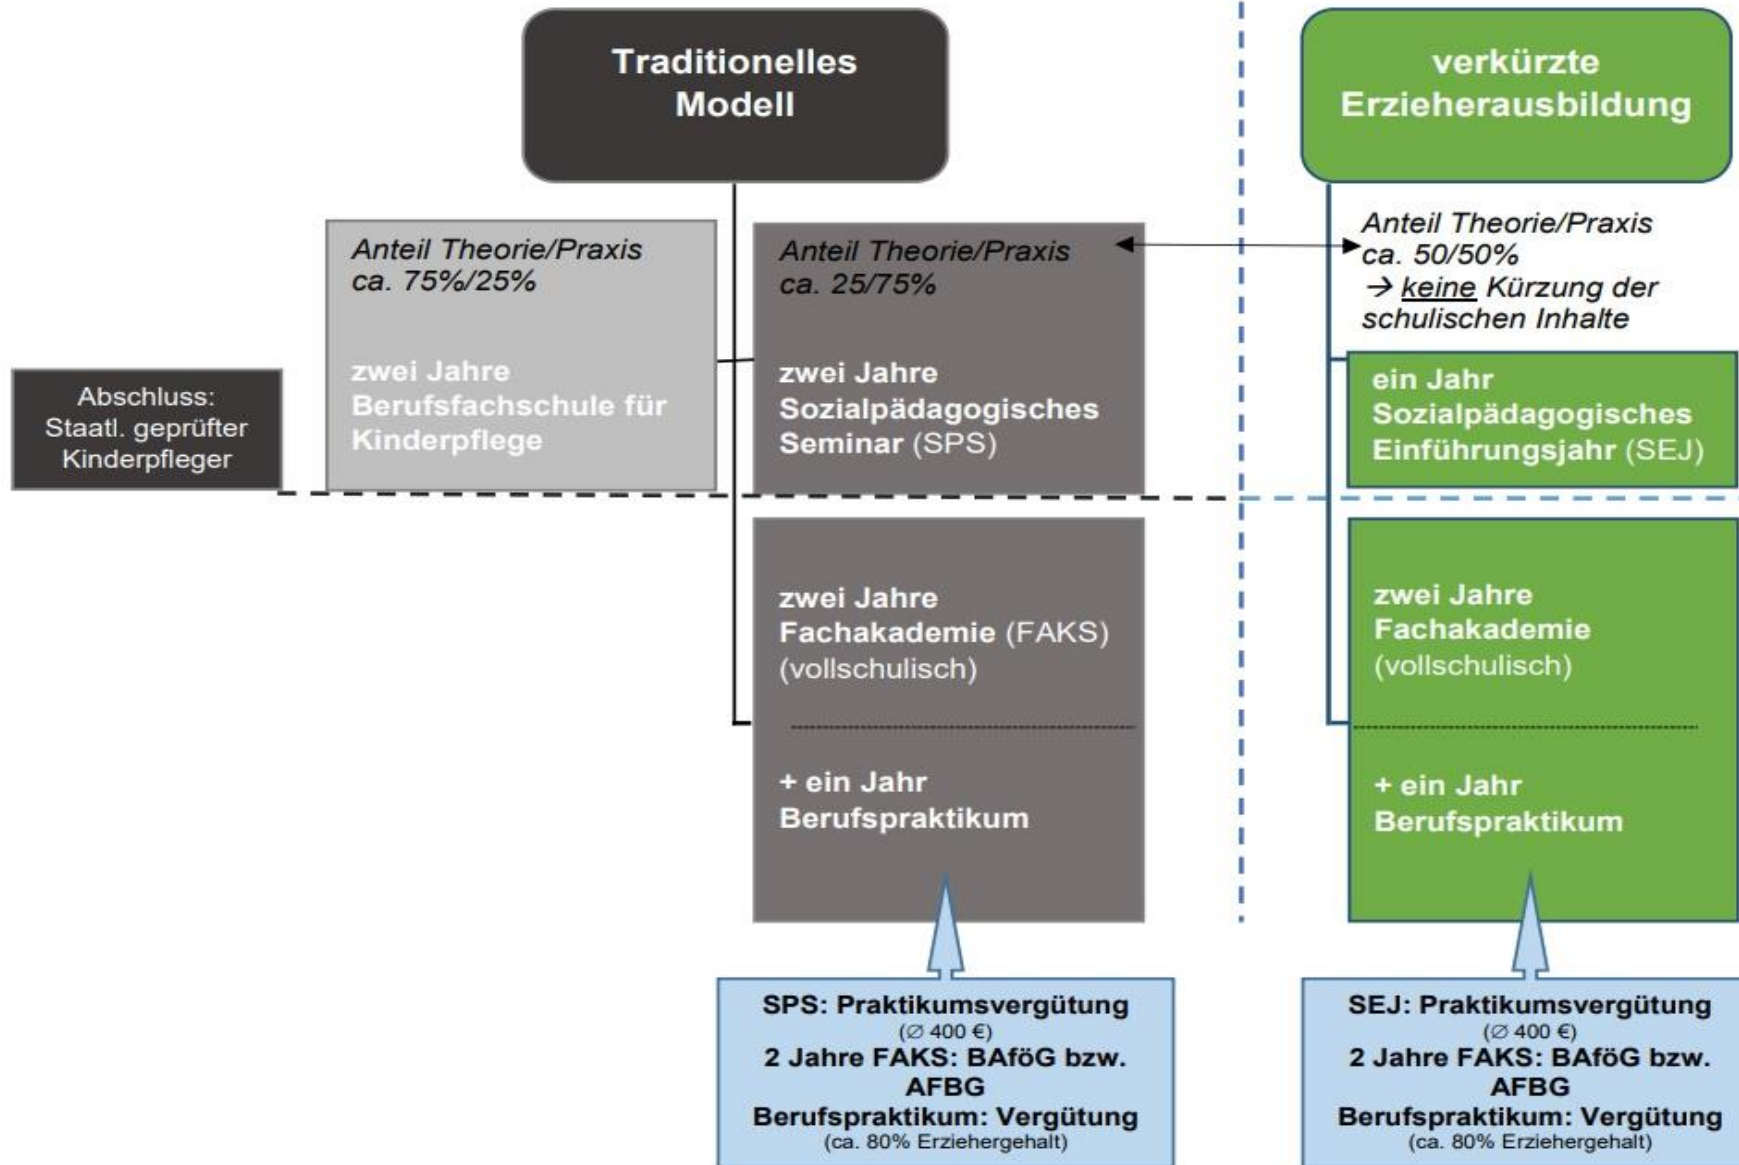 Traditionelles
Modell
verkürzte
Erzieherausbildung
Anteil Theorie/Praxis
ca. 75%/25%
zwei Jahre
Berufsfachschule für
Kinderpflege
Anteil Theorie/Praxis
ca. 25/75%
zwei Jahre
Sozialpädagogisches
Seminar (SPS)
Anteil Theorie/Praxis
ca. 50/50%
→ keine Kürzung der
schulischen Inhalte
ein Jahr
Sozialpädagogisches
Einführungsjahr (SEJ)
Abschluss:
Staatl. geprüfter
Kinderpfleger
zwei Jahre
Fachakademie (FAKS)
(vollschulisch)
+ ein Jahr
Berufspraktikum
zwei Jahre
Fachakademie
(vollschulisch)
+ ein Jahr
Berufspraktikum
SPS: Praktikumsvergütung
(∅ 400 €)
2 Jahre FAKS: BAföG bzw.
AFBG
Berufspraktikum: Vergütung
(ca. 80% Erziehergehalt)
SEJ: Praktikumsvergütung
(∅ 400 €)
2 Jahre FAKS: BAföG bzw.
AFBG
Berufspraktikum: Vergütung
(ca. 80% Erziehergehalt)